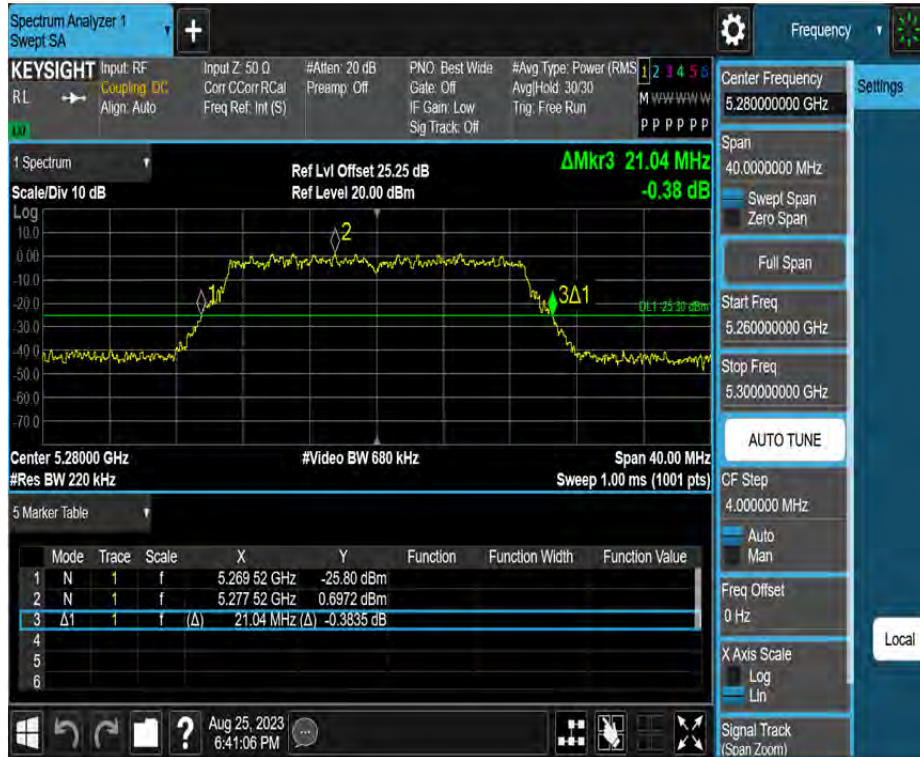 Spectrum Analyzer 1
Swept SA
+
Frequency
KEYSIGHT
RL
Input: RF
Coupling: DC
Align: Auto
Input Z: 50 Ω
Corr CCorr RCal
Freq Ref: Int (S)
#Atten: 20 dB
Preamp: Off
PNO: Best Wide
Gate: Off
IF Gain: Low
Sig Track: Off
#Avg Type: Power (RMS
Avg|Hold: 30/30
Trig: Free Run
1 2 3 4 5 6
M W W W W W
P P P P P P
1 Spectrum
Scale/Div 10 dB
Ref Lvl Offset 25.25 dB
Ref Level 20.00 dBm
ΔMkr3 21.04 MHz
-0.38 dB
Log
10.0
0.00
-10.0
-20.0
-30.0
-40.0
-50.0
-60.0
-70.0
1
2
3Δ1
DL1 -25.30 dBm
Center 5.28000 GHz
#Res BW 220 kHz
#Video BW 680 kHz
Span 40.00 MHz
Sweep 1.00 ms (1001 pts)
5 Marker Table
Mode Trace Scale X Y Function Function Width Function Value
1 N 1 f 5.269 52 GHz -25.80 dBm
2 N 1 f 5.277 52 GHz 0.6972 dBm
3 Δ1 1 f (Δ) 21.04 MHz (Δ) -0.3835 dB
4
5
6
?
Aug 25, 2023
6:41:06 PM
Center Frequency
5.280000000 GHz
Span
40.0000000 MHz
Swept Span
Zero Span
Full Span
Start Freq
5.260000000 GHz
Stop Freq
5.300000000 GHz
AUTO TUNE
CF Step
4.000000 MHz
Auto
Man
Freq Offset
0 Hz
X Axis Scale
Log
Lin
Signal Track
(Span Zoom)
Settings
Local